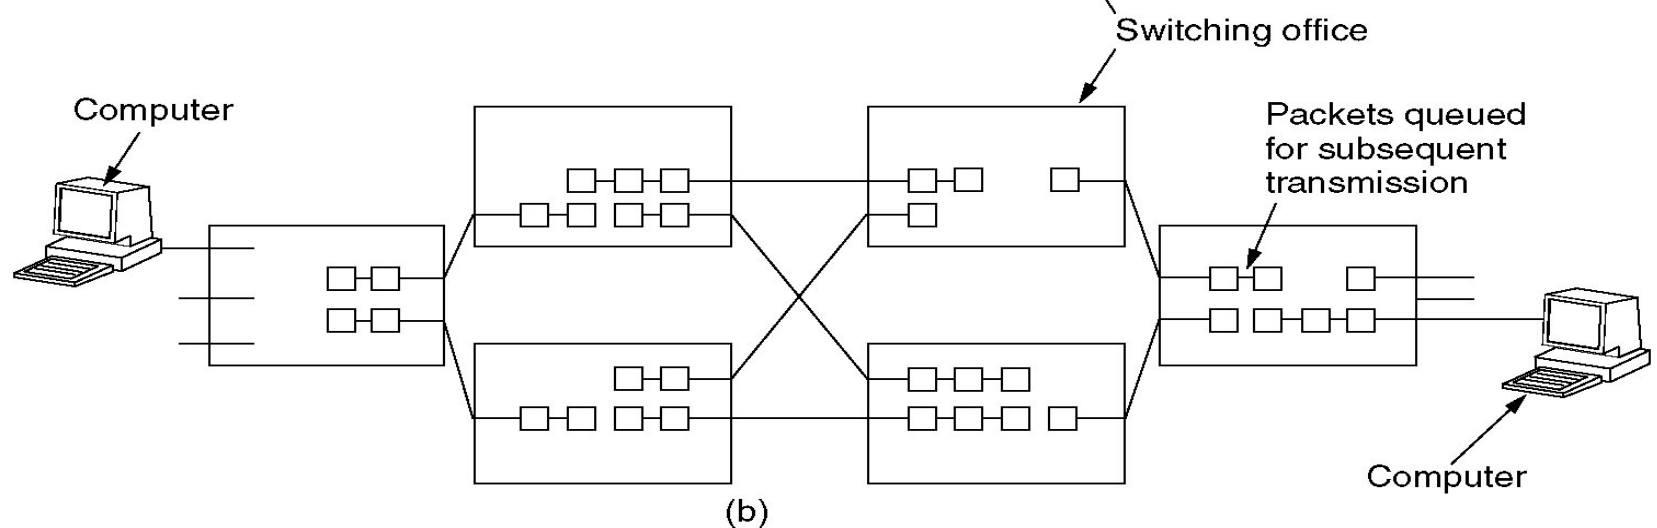 Switching office
Computer
Packets queued
for subsequent
transmission
Computer
(b)